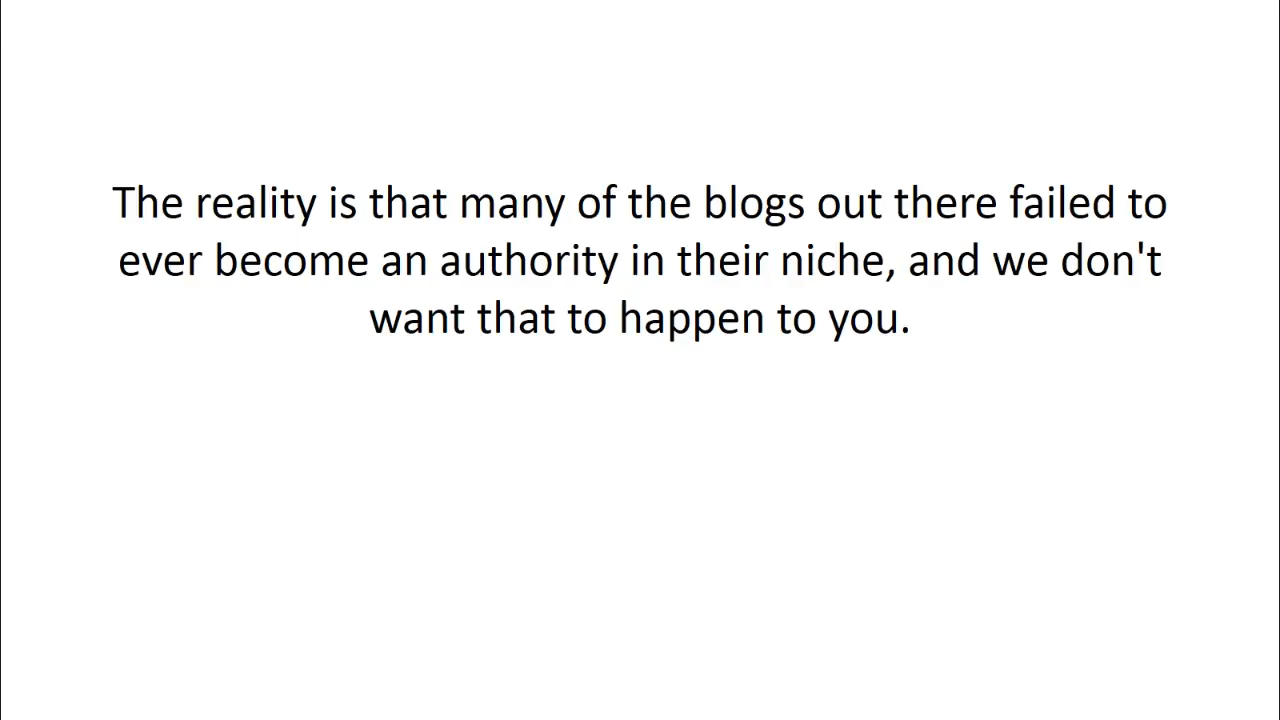 The reality is that many of the blogs out there failed to
ever become an authority in their niche, and we don't
want that to happen to you.